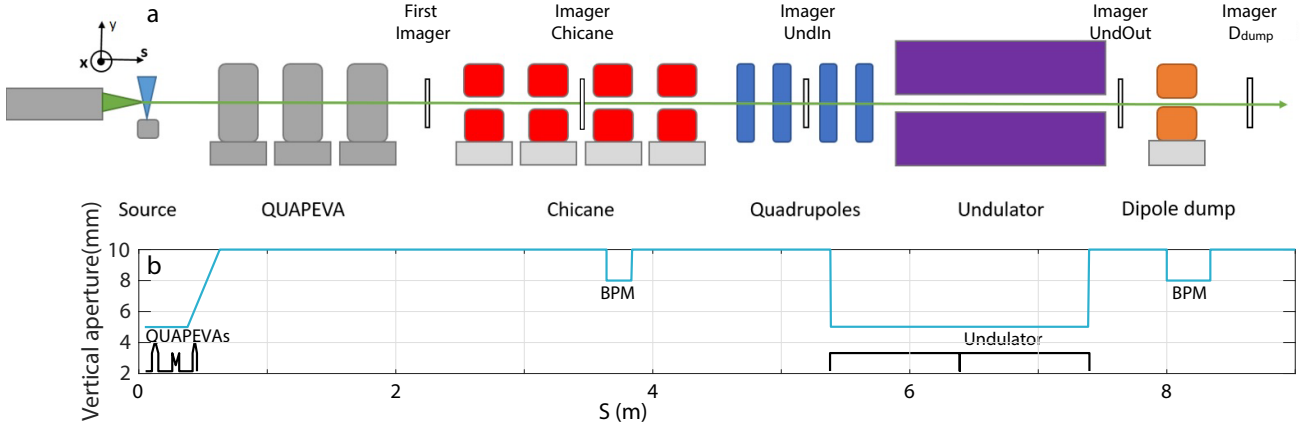 a
y
s
x
First
Imager
Imager
Chicane
Imager
UndIn
Imager
UndOut
Imager
Ddump
Source
QUAPEVA
Chicane
Quadrupoles
Undulator
Dipole dump
b
Vertical aperture(mm)
10
8
6
4
2
QUAPEVAs
BPM
Undulator
BPM
0
2
4
6
8
S (m)